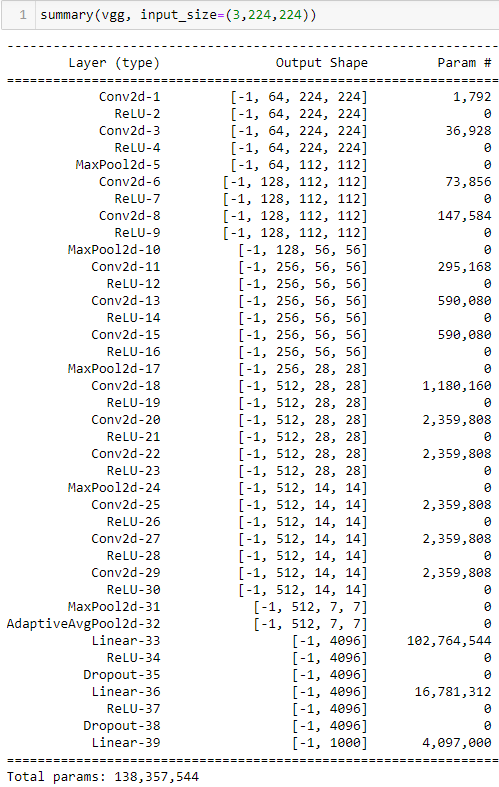 1 summary(vgg, input_size=(3,224,224))
----------------------------------------------------------------
Layer (type) Output Shape Param #
================================================================
Conv2d-1 [-1, 64, 224, 224] 1,792
ReLU-2 [-1, 64, 224, 224] 0
Conv2d-3 [-1, 64, 224, 224] 36,928
ReLU-4 [-1, 64, 224, 224] 0
MaxPool2d-5 [-1, 64, 112, 112] 0
Conv2d-6 [-1, 128, 112, 112] 73,856
ReLU-7 [-1, 128, 112, 112] 0
Conv2d-8 [-1, 128, 112, 112] 147,584
ReLU-9 [-1, 128, 112, 112] 0
MaxPool2d-10 [-1, 128, 56, 56] 0
Conv2d-11 [-1, 256, 56, 56] 295,168
ReLU-12 [-1, 256, 56, 56] 0
Conv2d-13 [-1, 256, 56, 56] 590,080
ReLU-14 [-1, 256, 56, 56] 0
Conv2d-15 [-1, 256, 56, 56] 590,080
ReLU-16 [-1, 256, 56, 56] 0
MaxPool2d-17 [-1, 256, 28, 28] 0
Conv2d-18 [-1, 512, 28, 28] 1,180,160
ReLU-19 [-1, 512, 28, 28] 0
Conv2d-20 [-1, 512, 28, 28] 2,359,808
ReLU-21 [-1, 512, 28, 28] 0
Conv2d-22 [-1, 512, 28, 28] 2,359,808
ReLU-23 [-1, 512, 28, 28] 0
MaxPool2d-24 [-1, 512, 14, 14] 0
Conv2d-25 [-1, 512, 14, 14] 2,359,808
ReLU-26 [-1, 512, 14, 14] 0
Conv2d-27 [-1, 512, 14, 14] 2,359,808
ReLU-28 [-1, 512, 14, 14] 0
Conv2d-29 [-1, 512, 14, 14] 2,359,808
ReLU-30 [-1, 512, 14, 14] 0
MaxPool2d-31 [-1, 512, 7, 7] 0
AdaptiveAvgPool2d-32 [-1, 512, 7, 7] 0
Linear-33 [-1, 4096] 102,764,544
ReLU-34 [-1, 4096] 0
Dropout-35 [-1, 4096] 0
Linear-36 [-1, 4096] 16,781,312
ReLU-37 [-1, 4096] 0
Dropout-38 [-1, 4096] 0
Linear-39 [-1, 1000] 4,097,000
================================================================
Total params: 138,357,544